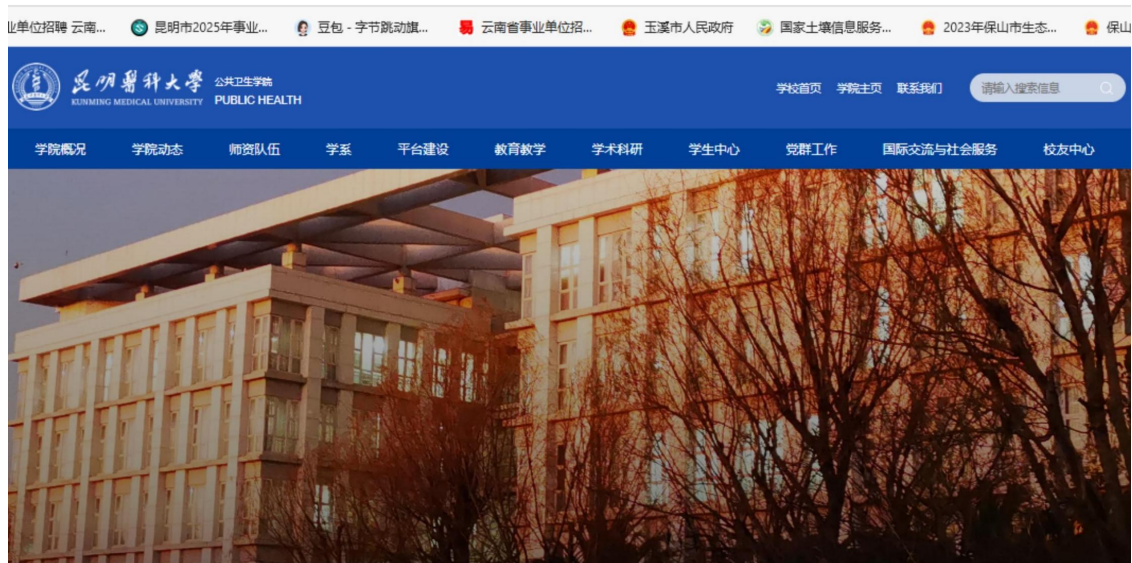 业单位招聘 云南... 昆明市2025年事业... 豆包 - 字节跳动旗... 云南省事业单位招... 玉溪市人民政府 国家土壤信息服务... 2023年保山市生态... 保山
昆明医科大学 公共卫生学院
KUNMING MEDICAL UNIVERSITY PUBLIC HEALTH
学校首页 学院主页 联系我们 请输入搜索信息
学院概况 学院动态 师资队伍 学系 平台建设 教育教学 学术科研 学生中心 党群工作 国际交流与社会服务 校友中心